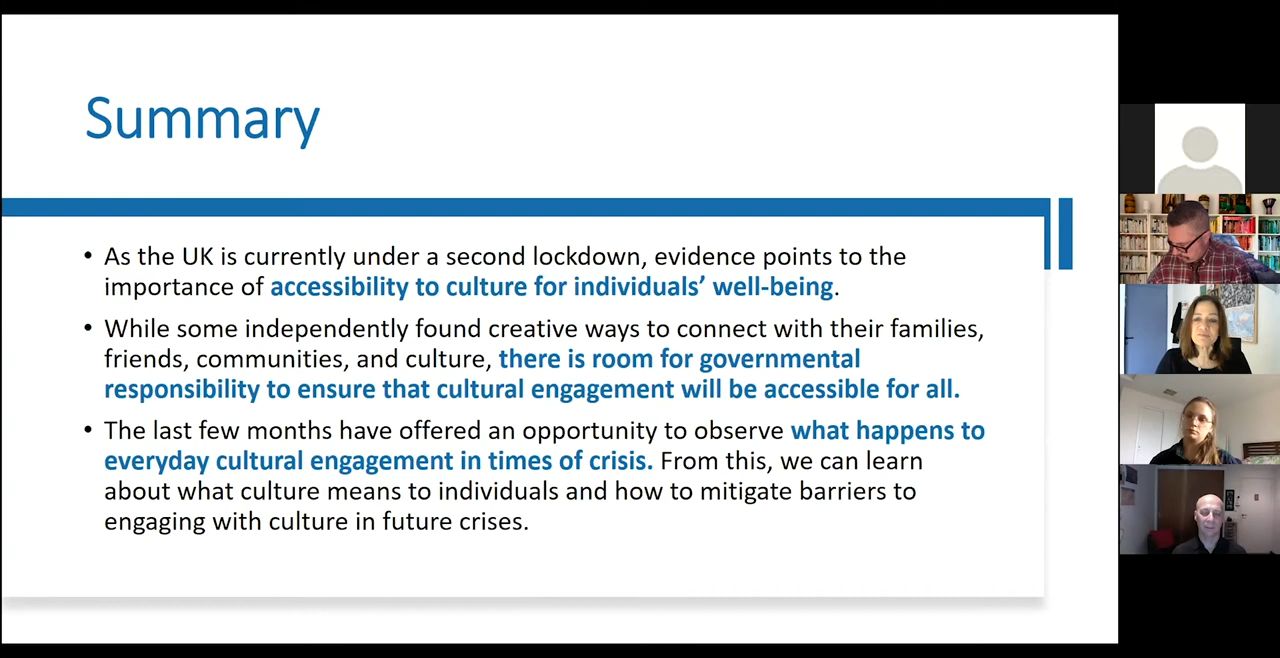 Summary
• As the UK is currently under a second lockdown, evidence points to the
importance of accessibility to culture for individuals’ well-being.
• While some independently found creative ways to connect with their families,
friends, communities, and culture, there is room for governmental
responsibility to ensure that cultural engagement will be accessible for all.
• The last few months have offered an opportunity to observe what happens to
everyday cultural engagement in times of crisis. From this, we can learn
about what culture means to individuals and how to mitigate barriers to
engaging with culture in future crises.